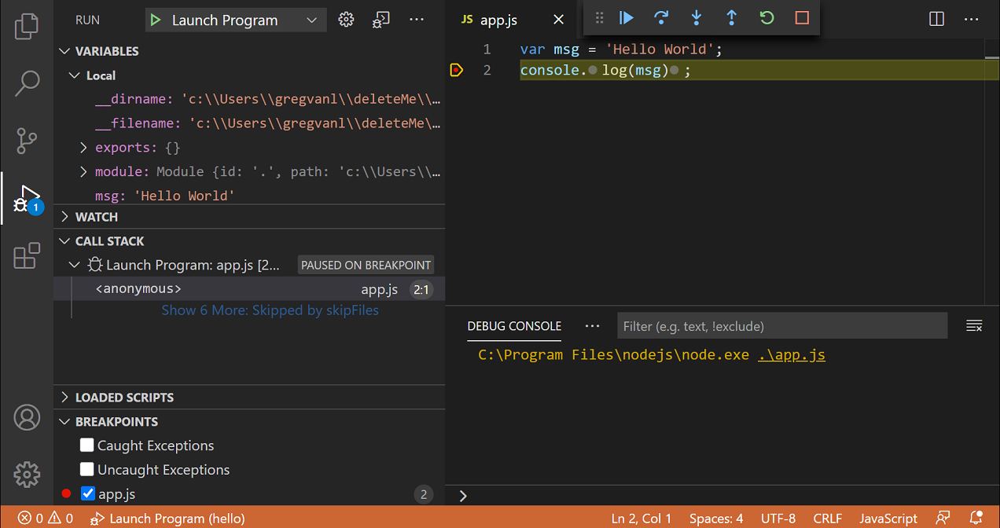 RUN
Launch Program
VARIABLES
Local
__dirname: 'c:\\Users\\gregvanl\\deleteMe\\…
__filename: 'c:\\Users\\gregvanl\\deleteMe\…
exports: {}
module: Module {id: '.', path: 'c:\\Users\\…
msg: 'Hello World'
WATCH
CALL STACK
Launch Program: app.js [2... PAUSED ON BREAKPOINT
<anonymous> app.js 2:1
Show 6 More: Skipped by skipFiles
LOADED SCRIPTS
BREAKPOINTS
Caught Exceptions
Uncaught Exceptions
app.js 2
1
JS app.js
1 var msg = 'Hello World';
2 console. log(msg) ;
DEBUG CONSOLE
Filter (e.g. text, !exclude)
C:\Program Files\nodejs\node.exe .\app.js
0 0 Launch Program (hello) Ln 2, Col 1 Spaces: 4 UTF-8 CRLF JavaScript